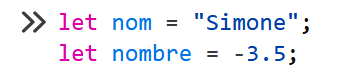 >> let nom = "Simone";
let nombre = -3.5;